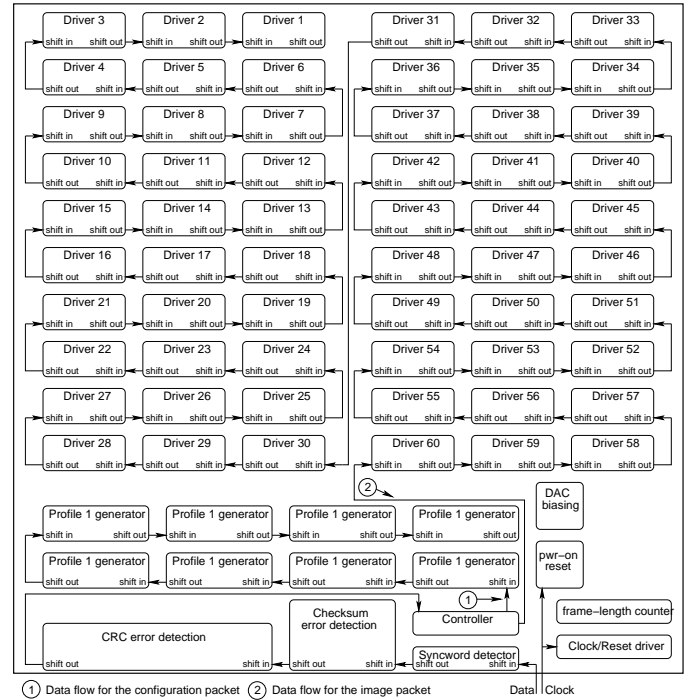 Driver 3 Driver 2 Driver 1 Driver 31 Driver 32 Driver 33
shift in shift out shift in shift out shift in shift out shift out shift in shift out shift in shift out shift in
Driver 4 Driver 5 Driver 6 Driver 36 Driver 35 Driver 34
shift out shift in shift out shift in shift out shift in shift in shift out shift in shift out shift in shift out
Driver 9 Driver 8 Driver 7 Driver 37 Driver 38 Driver 39
shift in shift out shift in shift out shift in shift out shift out shift in shift out shift in shift out shift in
Driver 10 Driver 11 Driver 12 Driver 42 Driver 41 Driver 40
shift out shift in shift out shift in shift out shift in shift in shift out shift in shift out shift in shift out
Driver 15 Driver 14 Driver 13 Driver 43 Driver 44 Driver 45
shift in shift out shift in shift out shift in shift out shift out shift in shift out shift in shift out shift in
Driver 16 Driver 17 Driver 18 Driver 48 Driver 47 Driver 46
shift out shift in shift out shift in shift out shift in shift in shift out shift in shift out shift in shift out
Driver 21 Driver 20 Driver 19 Driver 49 Driver 50 Driver 51
shift in shift out shift in shift out shift in shift out shift out shift in shift out shift in shift out shift in
Driver 22 Driver 23 Driver 24 Driver 54 Driver 53 Driver 52
shift out shift in shift out shift in shift out shift in shift in shift out shift in shift out shift in shift out
Driver 27 Driver 26 Driver 25 Driver 55 Driver 56 Driver 57
shift in shift out shift in shift out shift in shift out shift out shift in shift out shift in shift out shift in
Driver 28 Driver 29 Driver 30 Driver 60 Driver 59 Driver 58
shift out shift in shift out shift in shift out shift in shift in shift out shift in shift out shift in shift out
2
DAC
biasing
Profile 1 generator Profile 1 generator Profile 1 generator Profile 1 generator
shift in shift out shift in shift out shift in shift out shift in shift out
Profile 1 generator Profile 1 generator Profile 1 generator Profile 1 generator
shift out shift in shift out shift in shift out shift in shift out shift in
pwr−on
reset
1
Checksum
error detection
Controller
frame−length counter
CRC error detection
shift out shift in shift out shift in
Syncword detector
shift out shift in
Clock/Reset driver
1 Data flow for the configuration packet 2 Data flow for the image packet
Data Clock